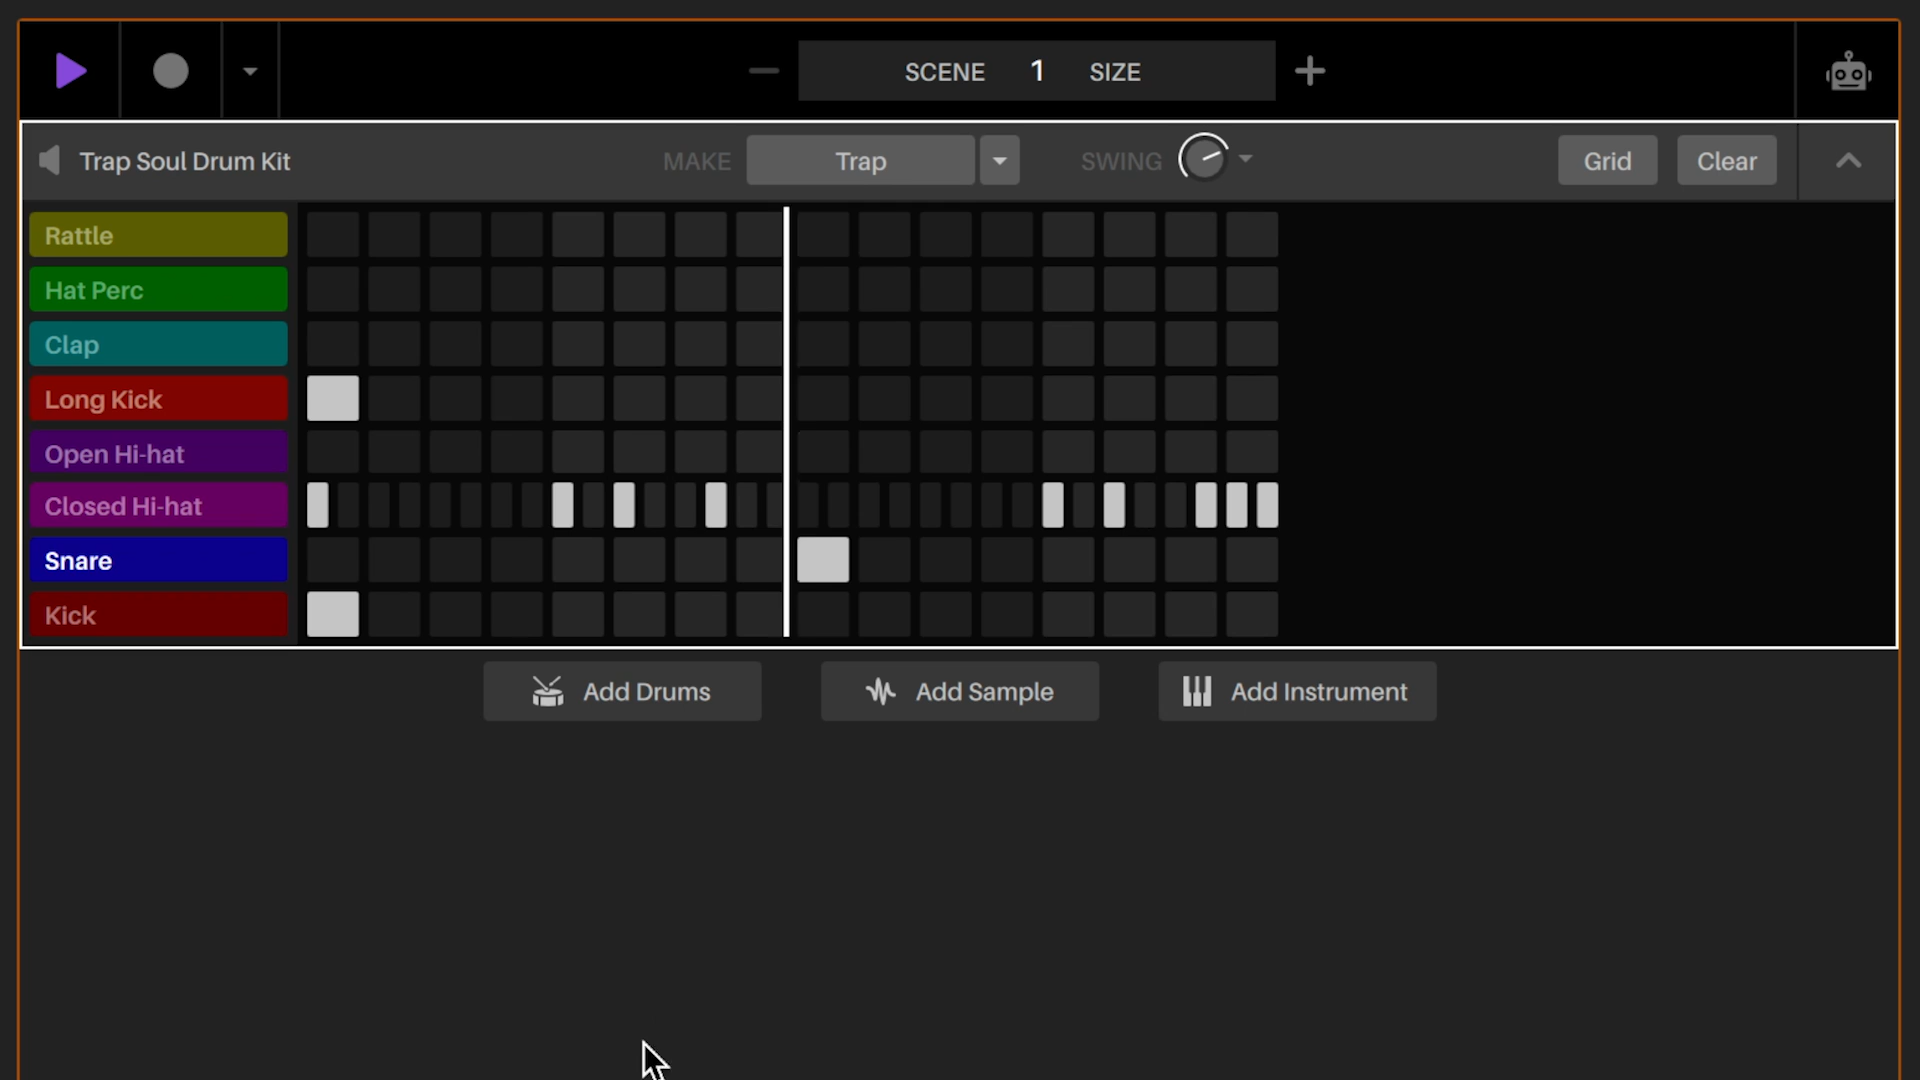 SCENE 1 SIZE
Trap Soul Drum Kit
MAKE Trap SWING Grid Clear
Rattle
Hat Perc
Clap
Long Kick
Open Hi-hat
Closed Hi-hat
Snare
Kick
Add Drums Add Sample Add Instrument